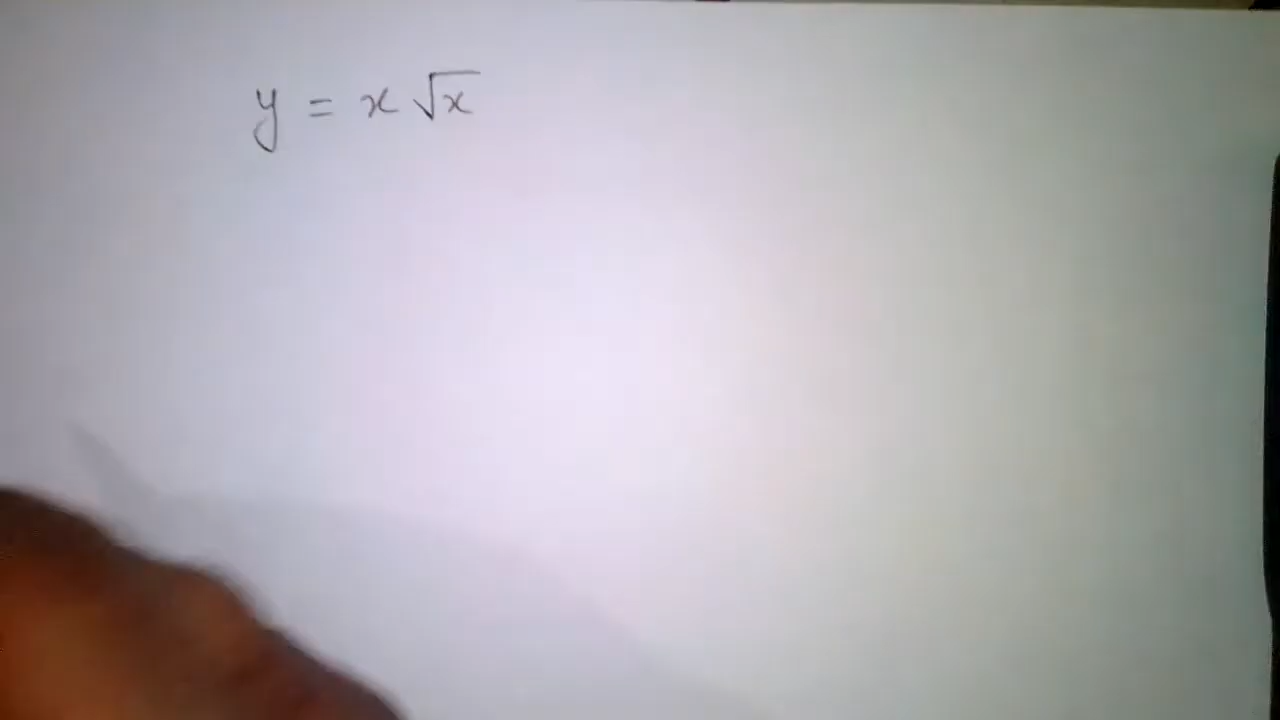 y = x √x